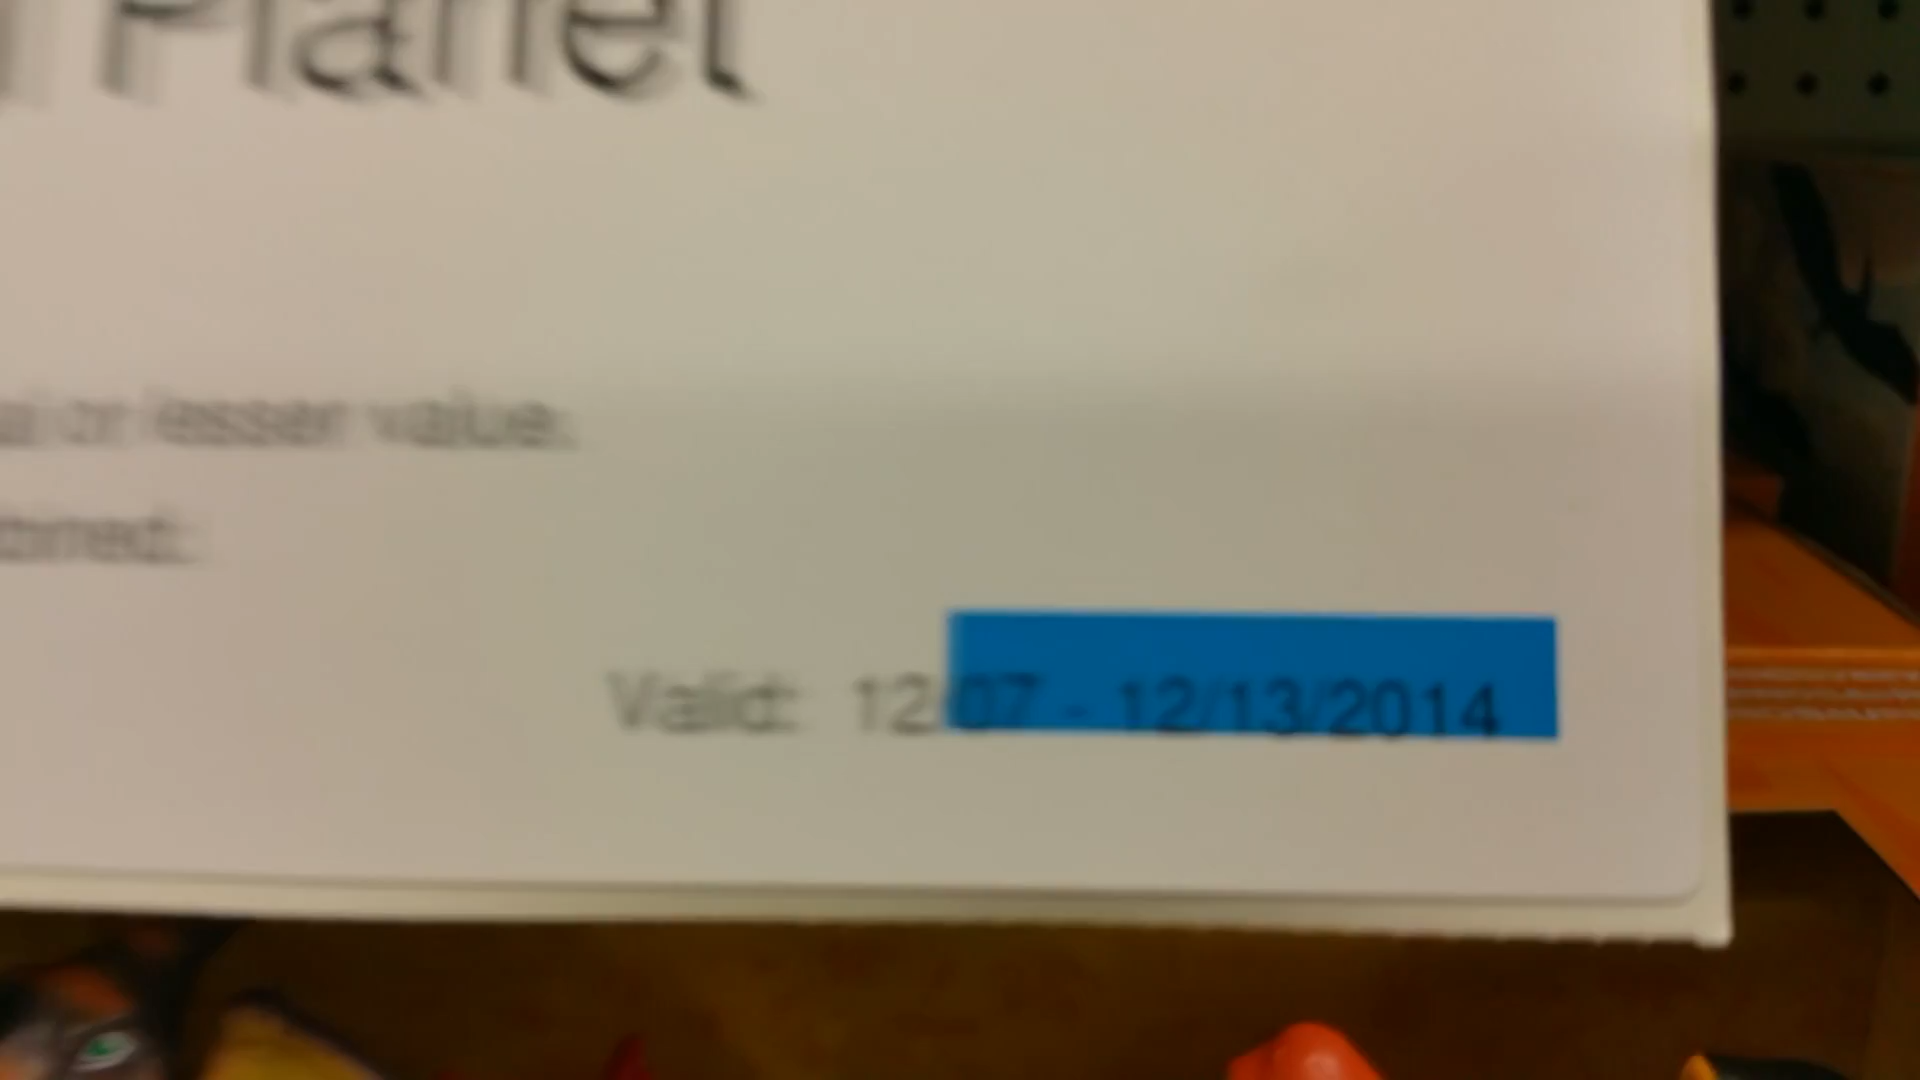 Planet
or lesser value.
Valid: 12/07 - 12/13/2014